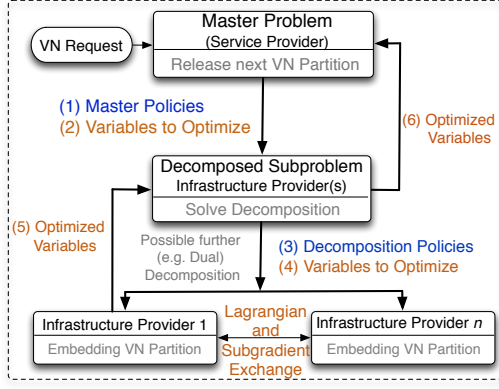 Master Problem
(Service Provider)
VN Request
Release next VN Partition
(1) Master Policies
(2) Variables to Optimize
(6) Optimized
Variables
Decomposed Subproblem
Infrastructure Provider(s)
Solve Decomposition
(5) Optimized
Variables
Possible further
(e.g. Dual)
Decomposition
(3) Decomposition Policies
(4) Variables to Optimize
Infrastructure Provider 1
Embedding VN Partition
Lagrangian
and
Subgradient
Exchange
Infrastructure Provider n
Embedding VN Partition